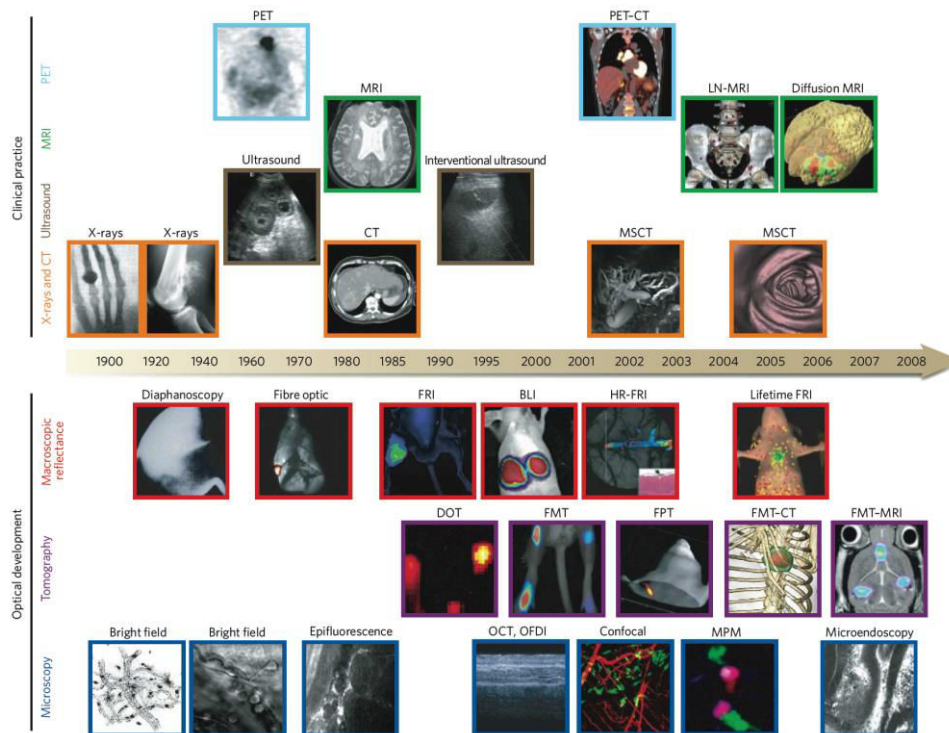 PET
PET–CT
MRI
LN-MRI
Diffusion MRI
Ultrasound
Interventional ultrasound
X-rays
X-rays
CT
MSCT
MSCT
Clinical practice
PET
MRI
Ultrasound
X-rays and CT
1900 1920 1940 1960 1970 1980 1985 1990 1995 2000 2001 2002 2003 2004 2005 2006 2007 2008
Diaphanoscopy
Fibre optic
FRI
BLI
HR-FRI
Lifetime FRI
DOT
FMT
FPT
FMT–CT
FMT–MRI
Bright field
Bright field
Epifluorescence
OCT, OFDI
Confocal
MPM
Microendoscopy
Optical development
Macroscopic
reflectance
Tomography
Microscopy